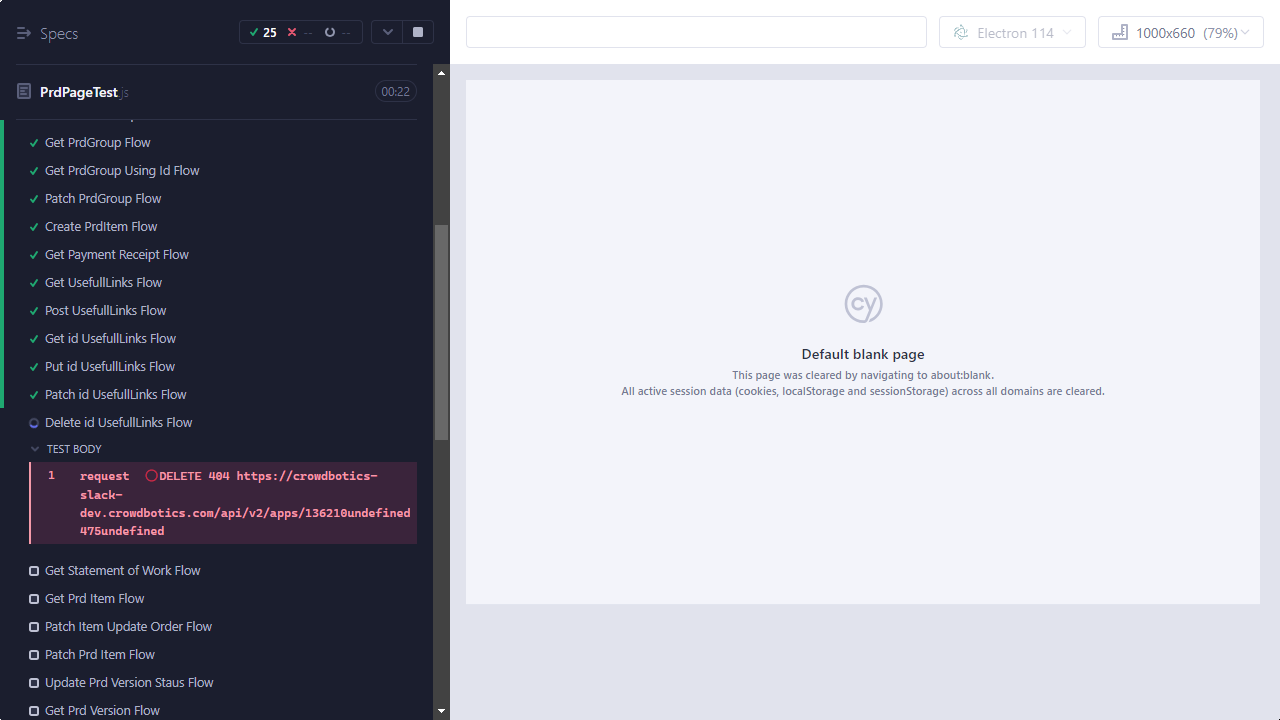 Specs
25
--
--
Electron 114
1000x660 (79%)
PrdPageTest.js
00:22
Get PrdGroup Flow
Get PrdGroup Using Id Flow
Patch PrdGroup Flow
Create PrdItem Flow
Get Payment Receipt Flow
Get UsefullLinks Flow
Post UsefullLinks Flow
Get id UsefullLinks Flow
Put id UsefullLinks Flow
Patch id UsefullLinks Flow
Delete id UsefullLinks Flow
TEST BODY
1 request DELETE 404 https://crowdbotics-
slack-
dev.crowdbotics.com/api/v2/apps/136210undefined
475undefined
Get Statement of Work Flow
Get Prd Item Flow
Patch Item Update Order Flow
Patch Prd Item Flow
Update Prd Version Staus Flow
Get Prd Version Flow
cy
Default blank page
This page was cleared by navigating to about:blank.
All active session data (cookies, localStorage and sessionStorage) across all domains are cleared.